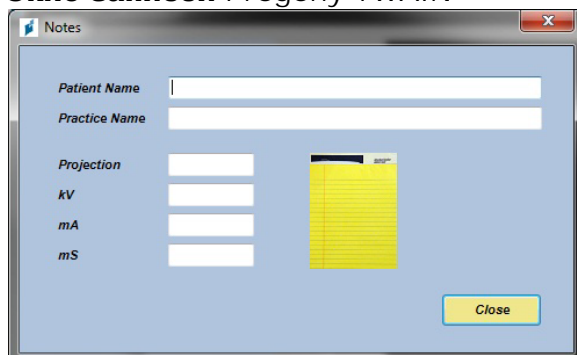 Notes
Patient Name
Practice Name
Projection
kV
mA
mS
Close